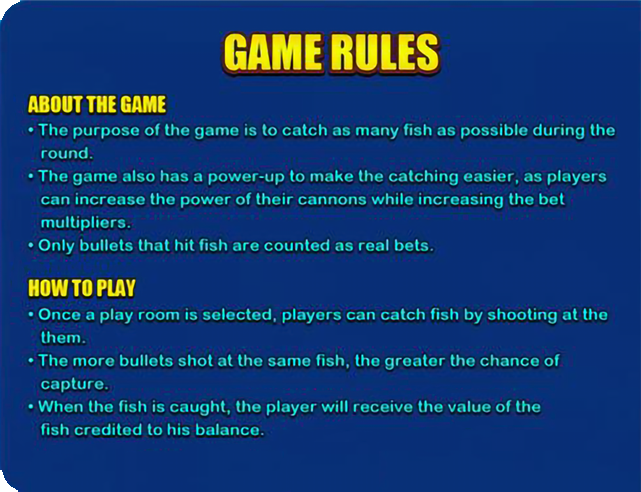 GAME RULES
ABOUT THE GAME
• The purpose of the game is to catch as many fish as possible during the
round.
• The game also has a power-up to make the catching easier, as players
can increase the power of their cannons while increasing the bet
multipliers.
• Only bullets that hit fish are counted as real bets.
HOW TO PLAY
• Once a play room is selected, players can catch fish by shooting at the
them.
• The more bullets shot at the same fish, the greater the chance of
capture.
• When the fish is caught, the player will receive the value of the
fish credited to his balance.